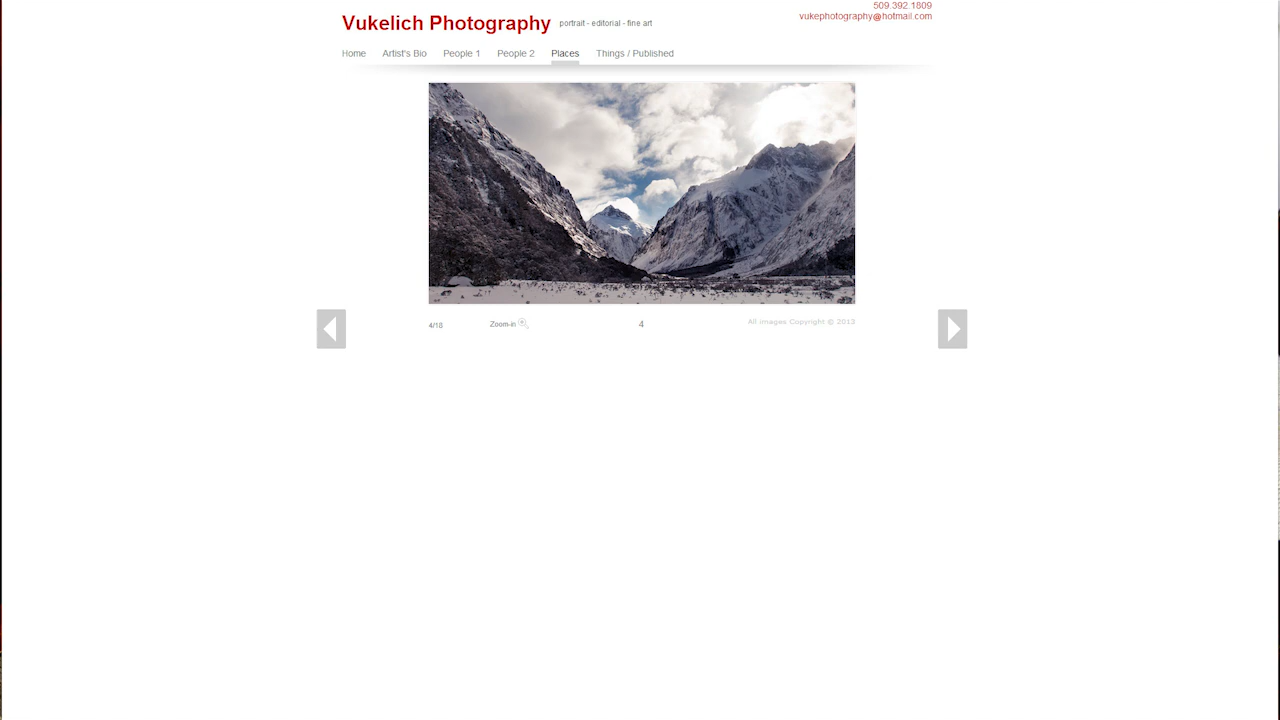 509.392.1809
vukephotography@hotmail.com
Vukelich Photography portrait - editorial - fine art
Home Artist's Bio People 1 People 2 Places Things / Published
4/18 Zoom-in 4 All images Copyright © 2013